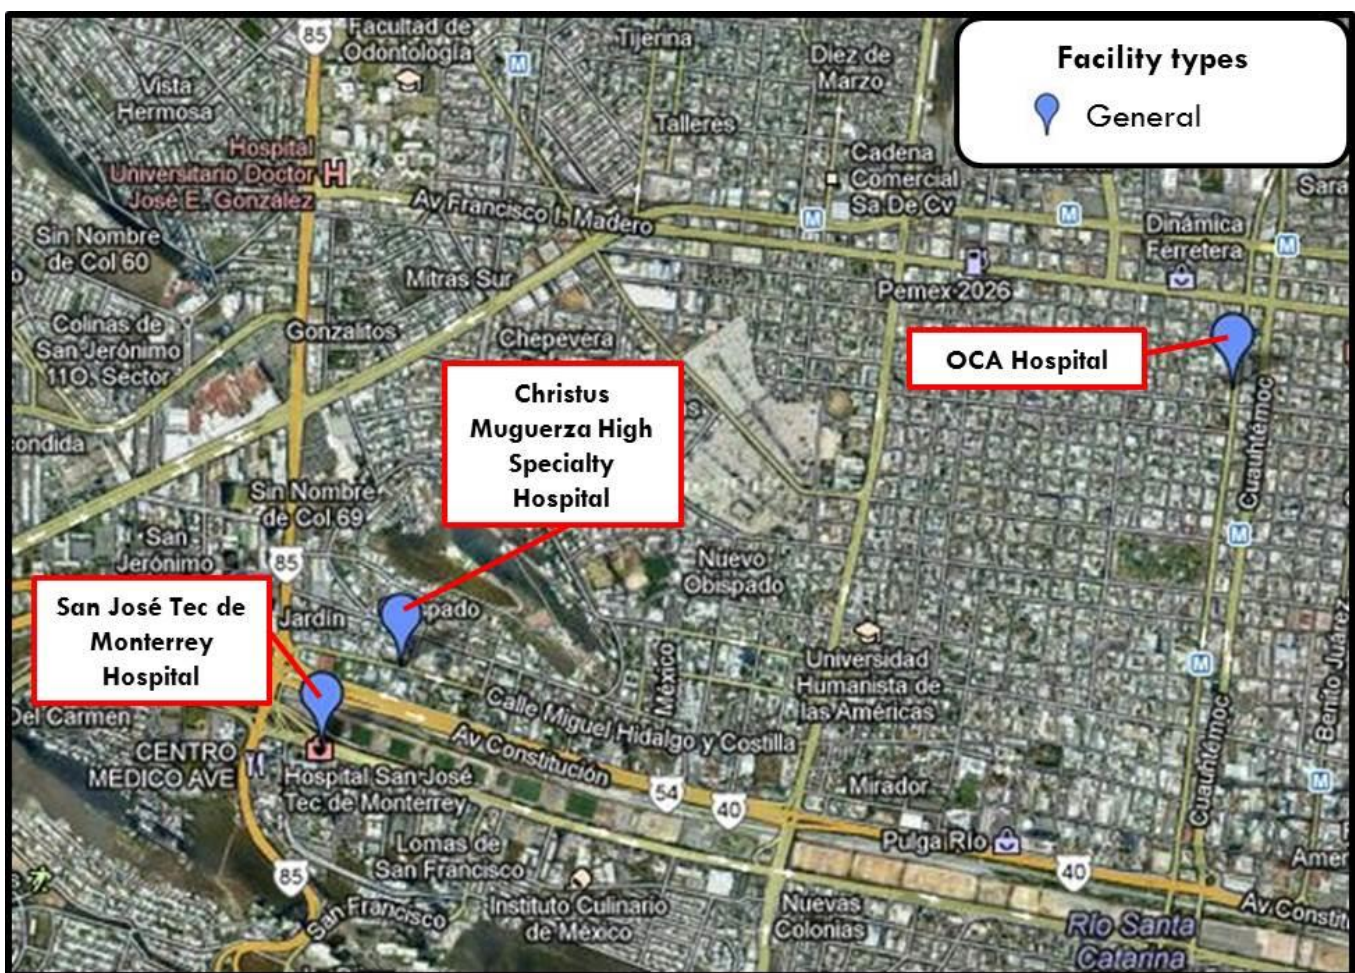 Facility types
General
85
Facultad de
Odontología
M
Tijerina
Diez de
Marzo
Vista
Hermosa
Talleres
Hospital
Universitario Doctor
José E. González
H
Cadena
Comercial
Sa De Cv
Sara
Av Francisco I. Madero
M
M
Dinámica
Ferretera
M
Sin Nombre
de Col 60
Mitras Sur
Pemex 2026
Colinas de
San Jerónimo
11O. Sector
Gonzalitos
Chepevera
OCA Hospital
Christus
Muguerza High
Specialty
Hospital
as
condida
Cuauhtémoc
Sin Nombre
de Col 69
M
San
Jerónimo
85
Nuevo
Obispado
San José Tec de
Monterrey
Hospital
Jardín
spado
México
Universidad
Humanista de
las Américas
M
Benito Juárez
Del Carmen
Calle Miguel Hidalgo y Costilla
Av Constitución
CENTRO
MEDICO AVE
Hospital San José
Tec de Monterrey
54
40
Mirador
Cuauhtémoc
M
Pulga Río
Lomas de
San Francisco
85
40
Amer
San Francisco
Instituto Culinario
de México
Nuevas
Colonias
Av Constit
Río Santa
Catarina